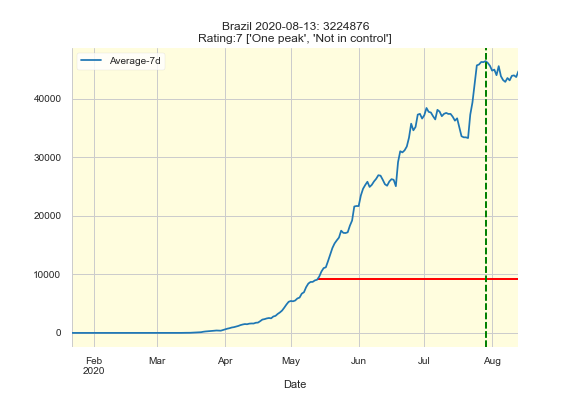 Brazil 2020-08-13: 3224876
Rating:7 ['One peak', 'Not in control']
Average-7d
40000
30000
20000
10000
0
Feb
2020
Mar
Apr
May
Jun
Jul
Aug
Date